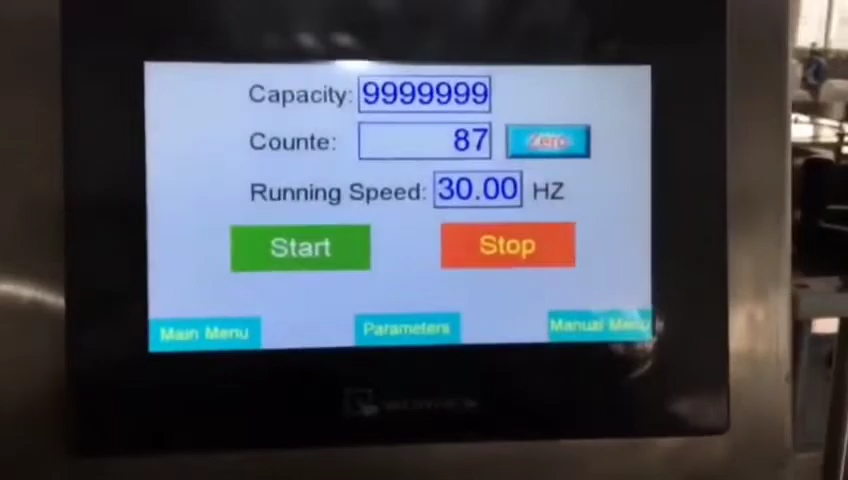 Capacity: 9999999
Counte: 87 Zero
Running Speed: 30.00 HZ
Start Stop
Main Menu Parameters Manual Menu